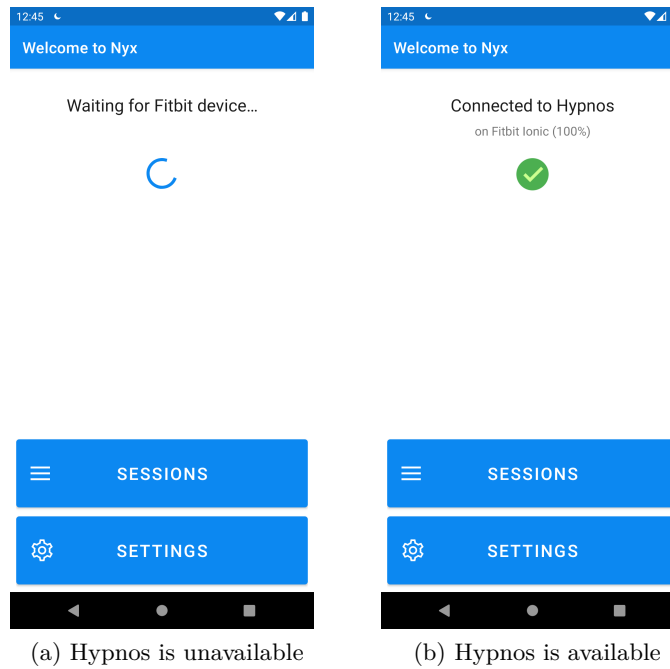 12:45
Welcome to Nyx
Waiting for Fitbit device…
SESSIONS
SETTINGS
(a) Hypnos is unavailable
12:45
Welcome to Nyx
Connected to Hypnos
on Fitbit Ionic (100%)
SESSIONS
SETTINGS
(b) Hypnos is available